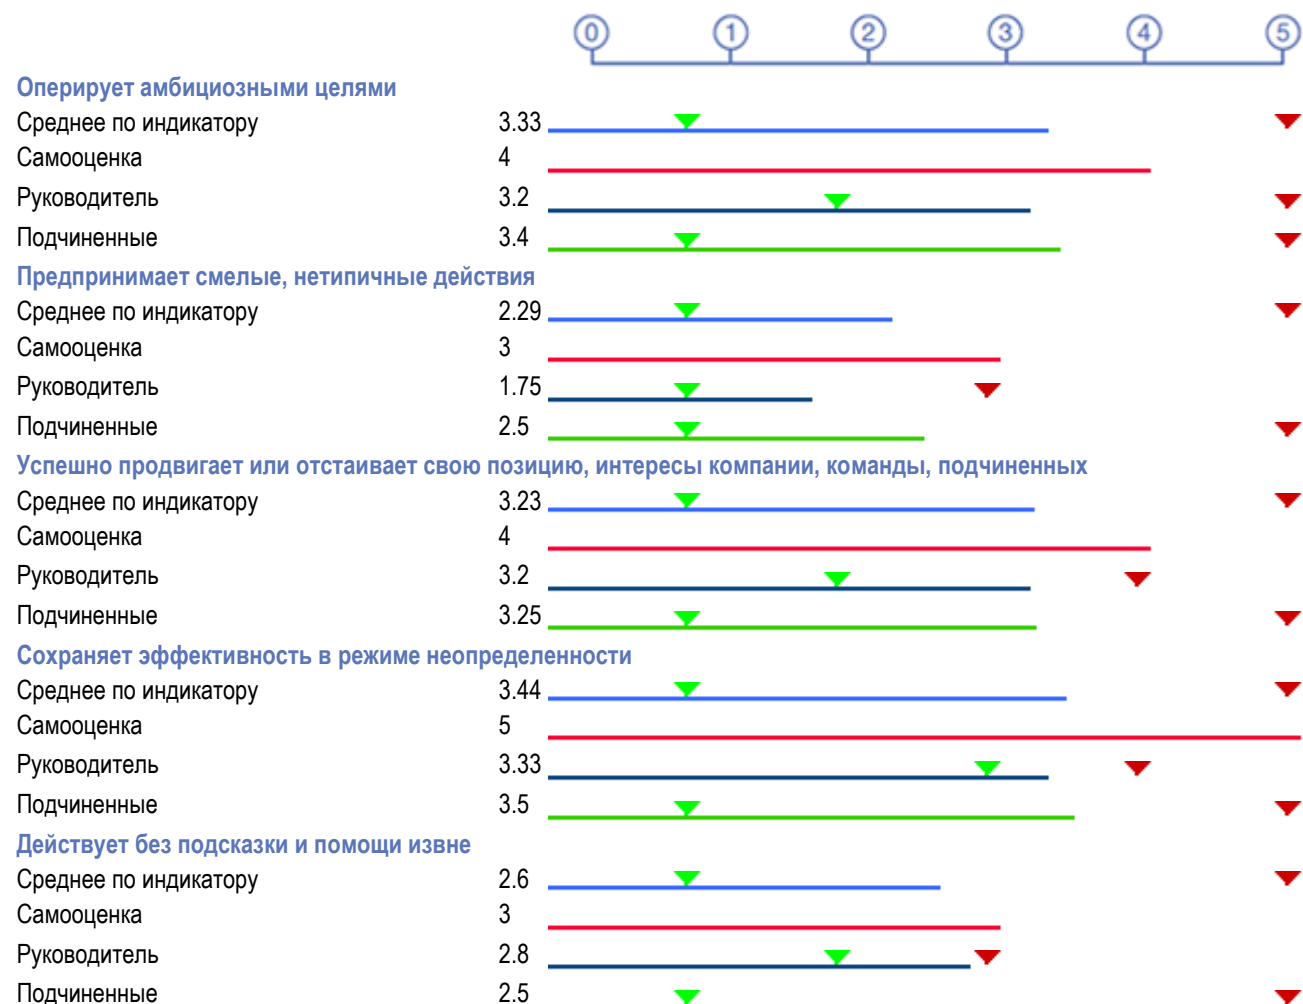 0 1 2 3 4 5
Оперирует амбициозными целями
Среднее по индикатору 3.33
Самооценка 4
Руководитель 3.2
Подчиненные 3.4
Предпринимает смелые, нетипичные действия
Среднее по индикатору 2.29
Самооценка 3
Руководитель 1.75
Подчиненные 2.5
Успешно продвигает или отстаивает свою позицию, интересы компании, команды, подчиненных
Среднее по индикатору 3.23
Самооценка 4
Руководитель 3.2
Подчиненные 3.25
Сохраняет эффективность в режиме неопределенности
Среднее по индикатору 3.44
Самооценка 5
Руководитель 3.33
Подчиненные 3.5
Действует без подсказки и помощи извне
Среднее по индикатору 2.6
Самооценка 3
Руководитель 2.8
Подчиненные 2.5